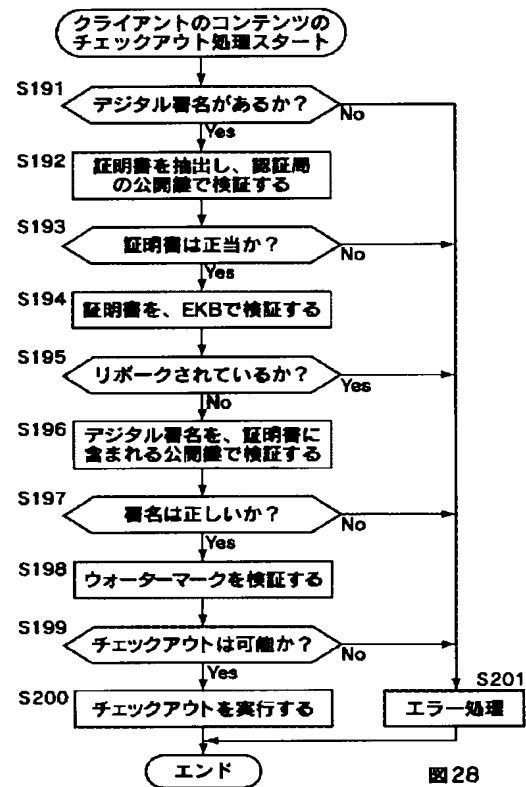 クライアントのコンテンツの
チェックアウト処理スタート
S191
デジタル署名があるか?
No
Yes
S192
証明書を抽出し、認証局
の公開鍵で検証する
S193
証明書は正当か?
No
Yes
S194
証明書を、EKBで検証する
S195
リボークされているか?
Yes
No
S196
デジタル署名を、証明書に
含まれる公開鍵で検証する
S197
署名は正しいか?
No
Yes
S198
ウォーターマークを検証する
S199
チェックアウトは可能か?
No
Yes
S200
チェックアウトを実行する
S201
エラー処理
エンド
図28